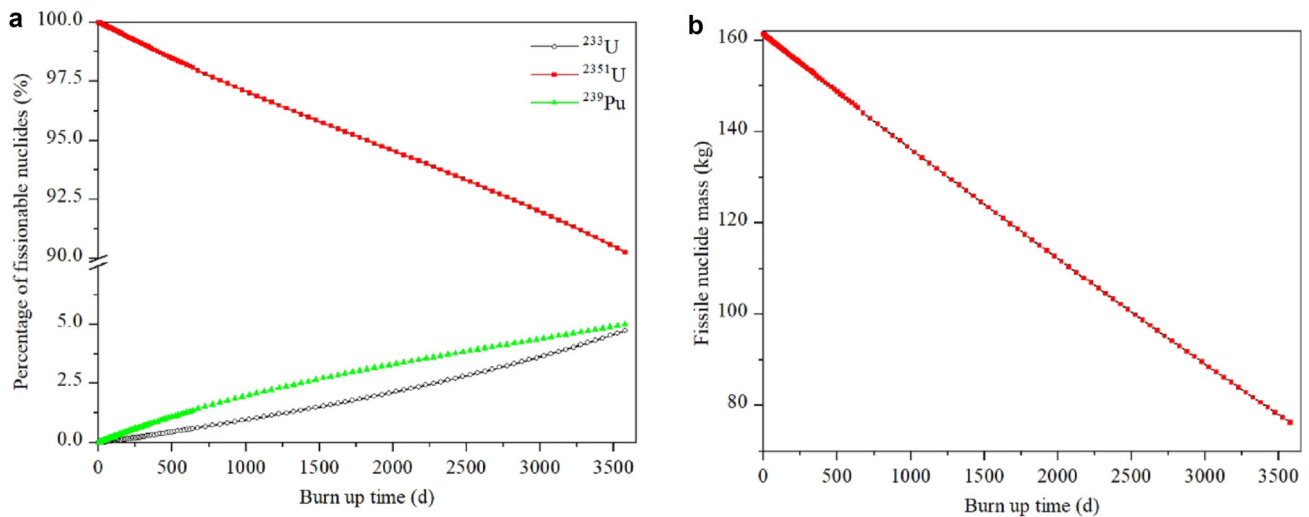 a
100.0
97.5
95.0
92.5
90.0
5.0
2.5
0.0
Percentage of fissionable nuclides (%)
²³³U
²³⁵¹U
²³⁹Pu
0 500 1000 1500 2000 2500 3000 3500
Burn up time (d)
b
160
140
120
100
80
Fissile nuclide mass (kg)
0 500 1000 1500 2000 2500 3000 3500
Burn up time (d)